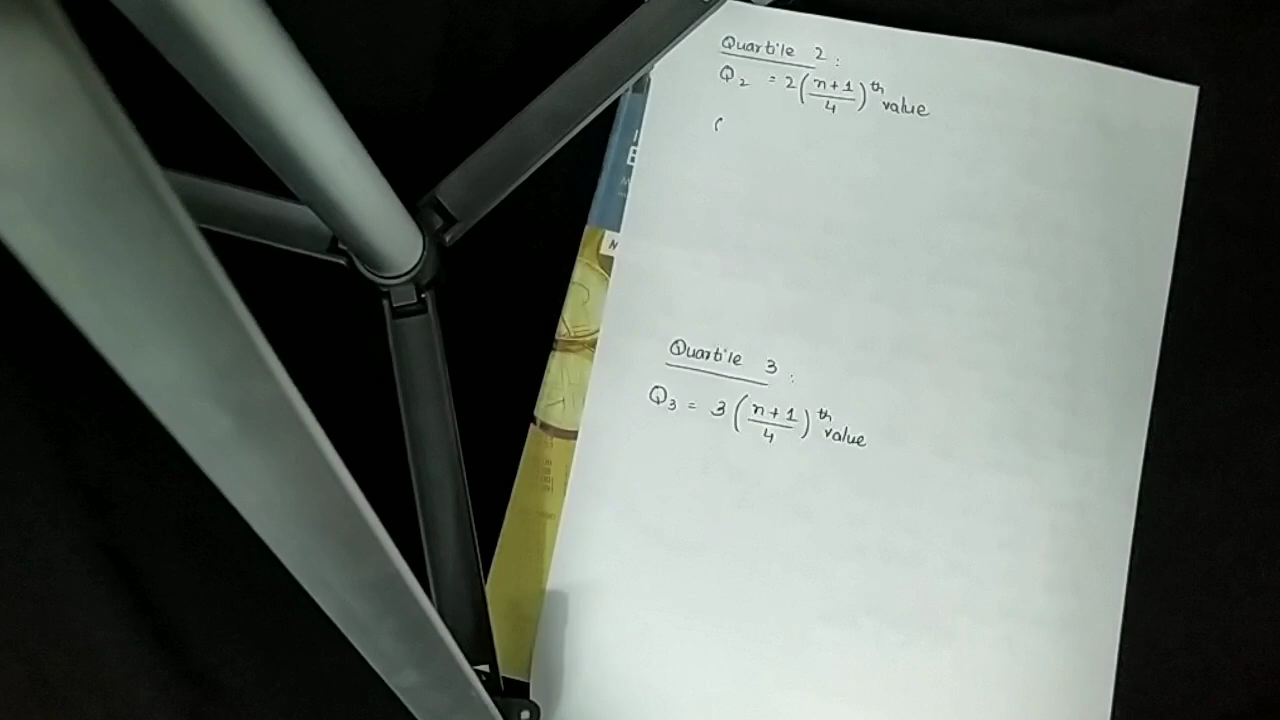 Quartile 2 :
Q₂ = 2(n+1/4)ᵗʰ value
(
Quartile 3 :
Q₃ = 3(n+1/4)ᵗʰ value